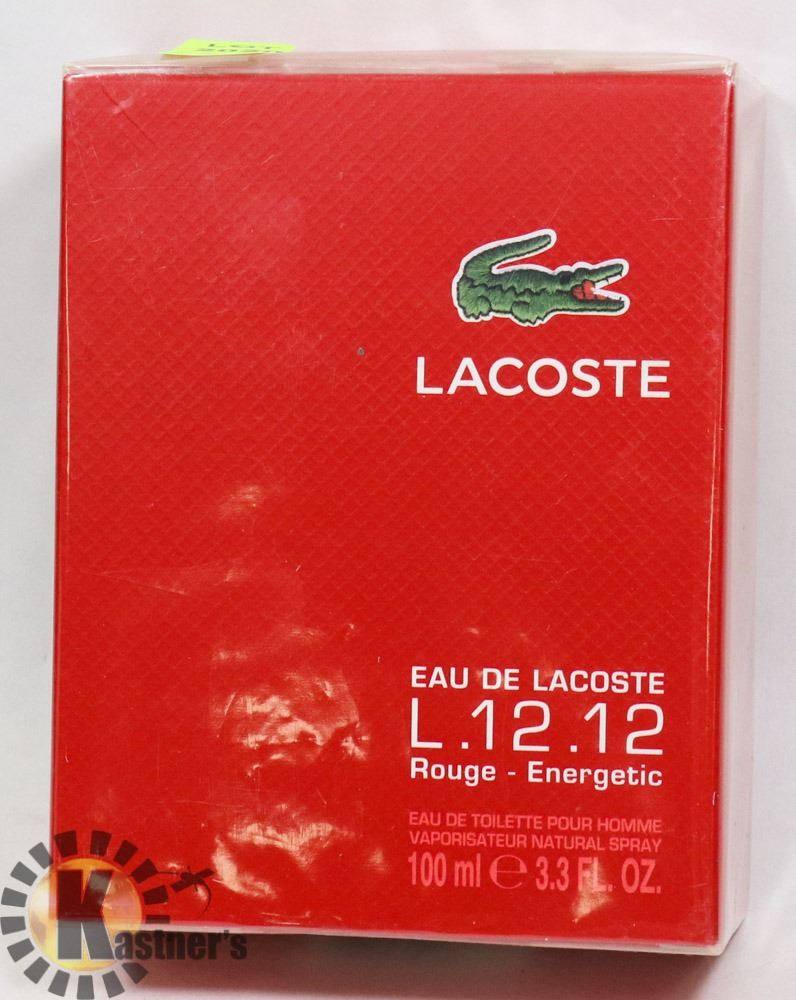 LOT
LACOSTE
EAU DE LACOSTE
L.12.12
Rouge - Energetic
EAU DE TOILETTE POUR HOMME
VAPORISATEUR NATURAL SPRAY
100 ml e 3.3 FL. OZ.
Kastner's